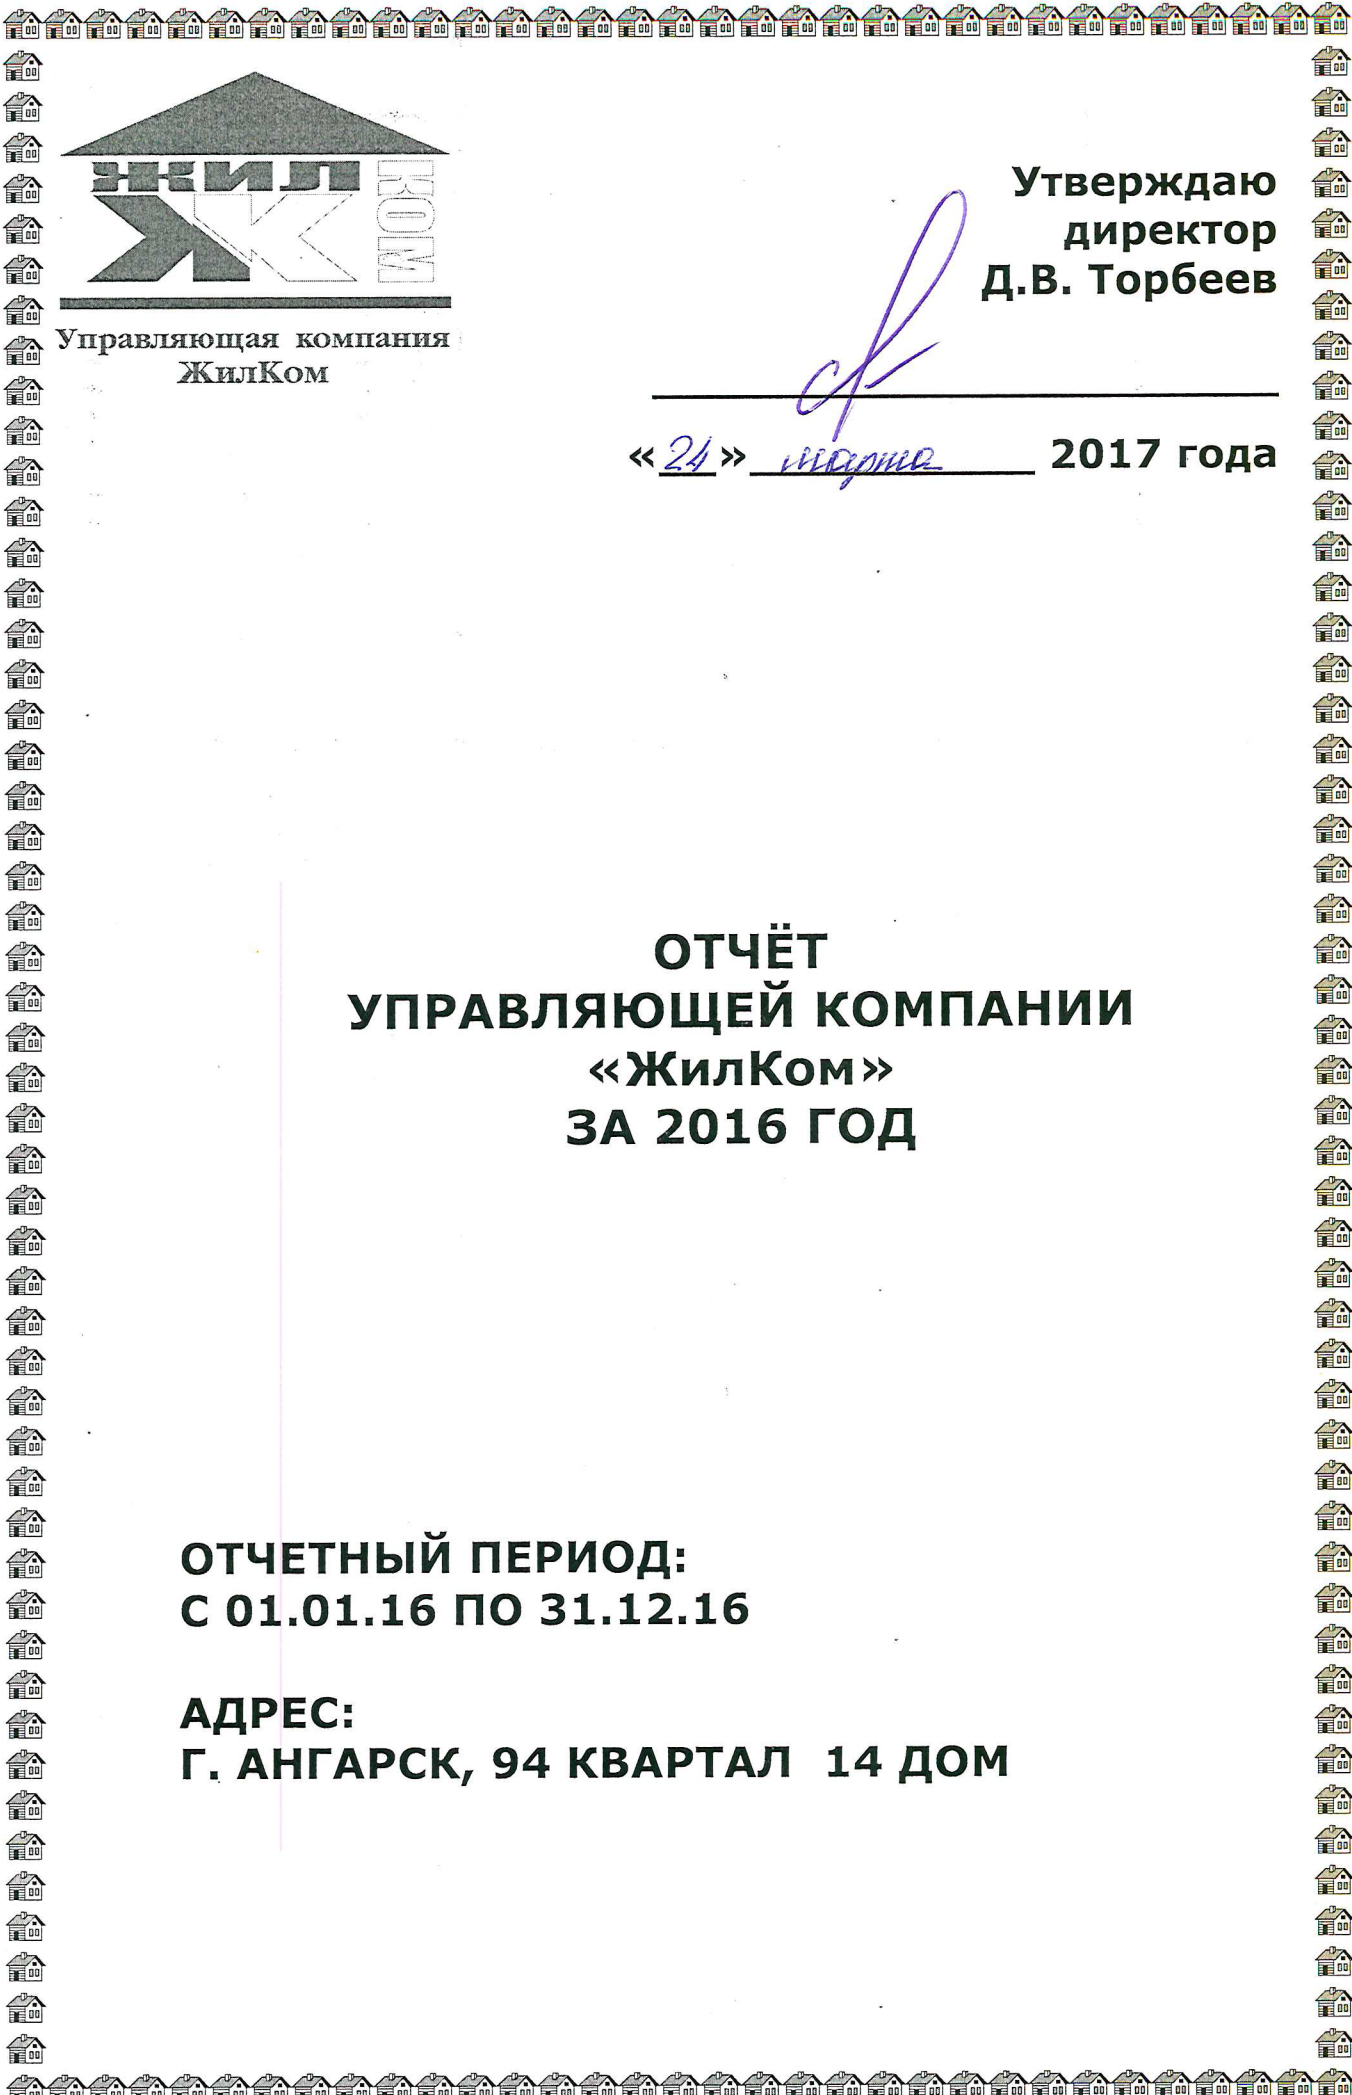 ЖИЛ
КОМ
ЖК
Управляющая компания
ЖилКом
Утверждаю
директор
Д.В. Торбеев
«24» марта 2017 года
ОТЧЁТ
УПРАВЛЯЮЩЕЙ КОМПАНИИ
«ЖилКом»
ЗА 2016 ГОД
ОТЧЕТНЫЙ ПЕРИОД:
С 01.01.16 ПО 31.12.16
АДРЕС:
Г. АНГАРСК, 94 КВАРТАЛ 14 ДОМ